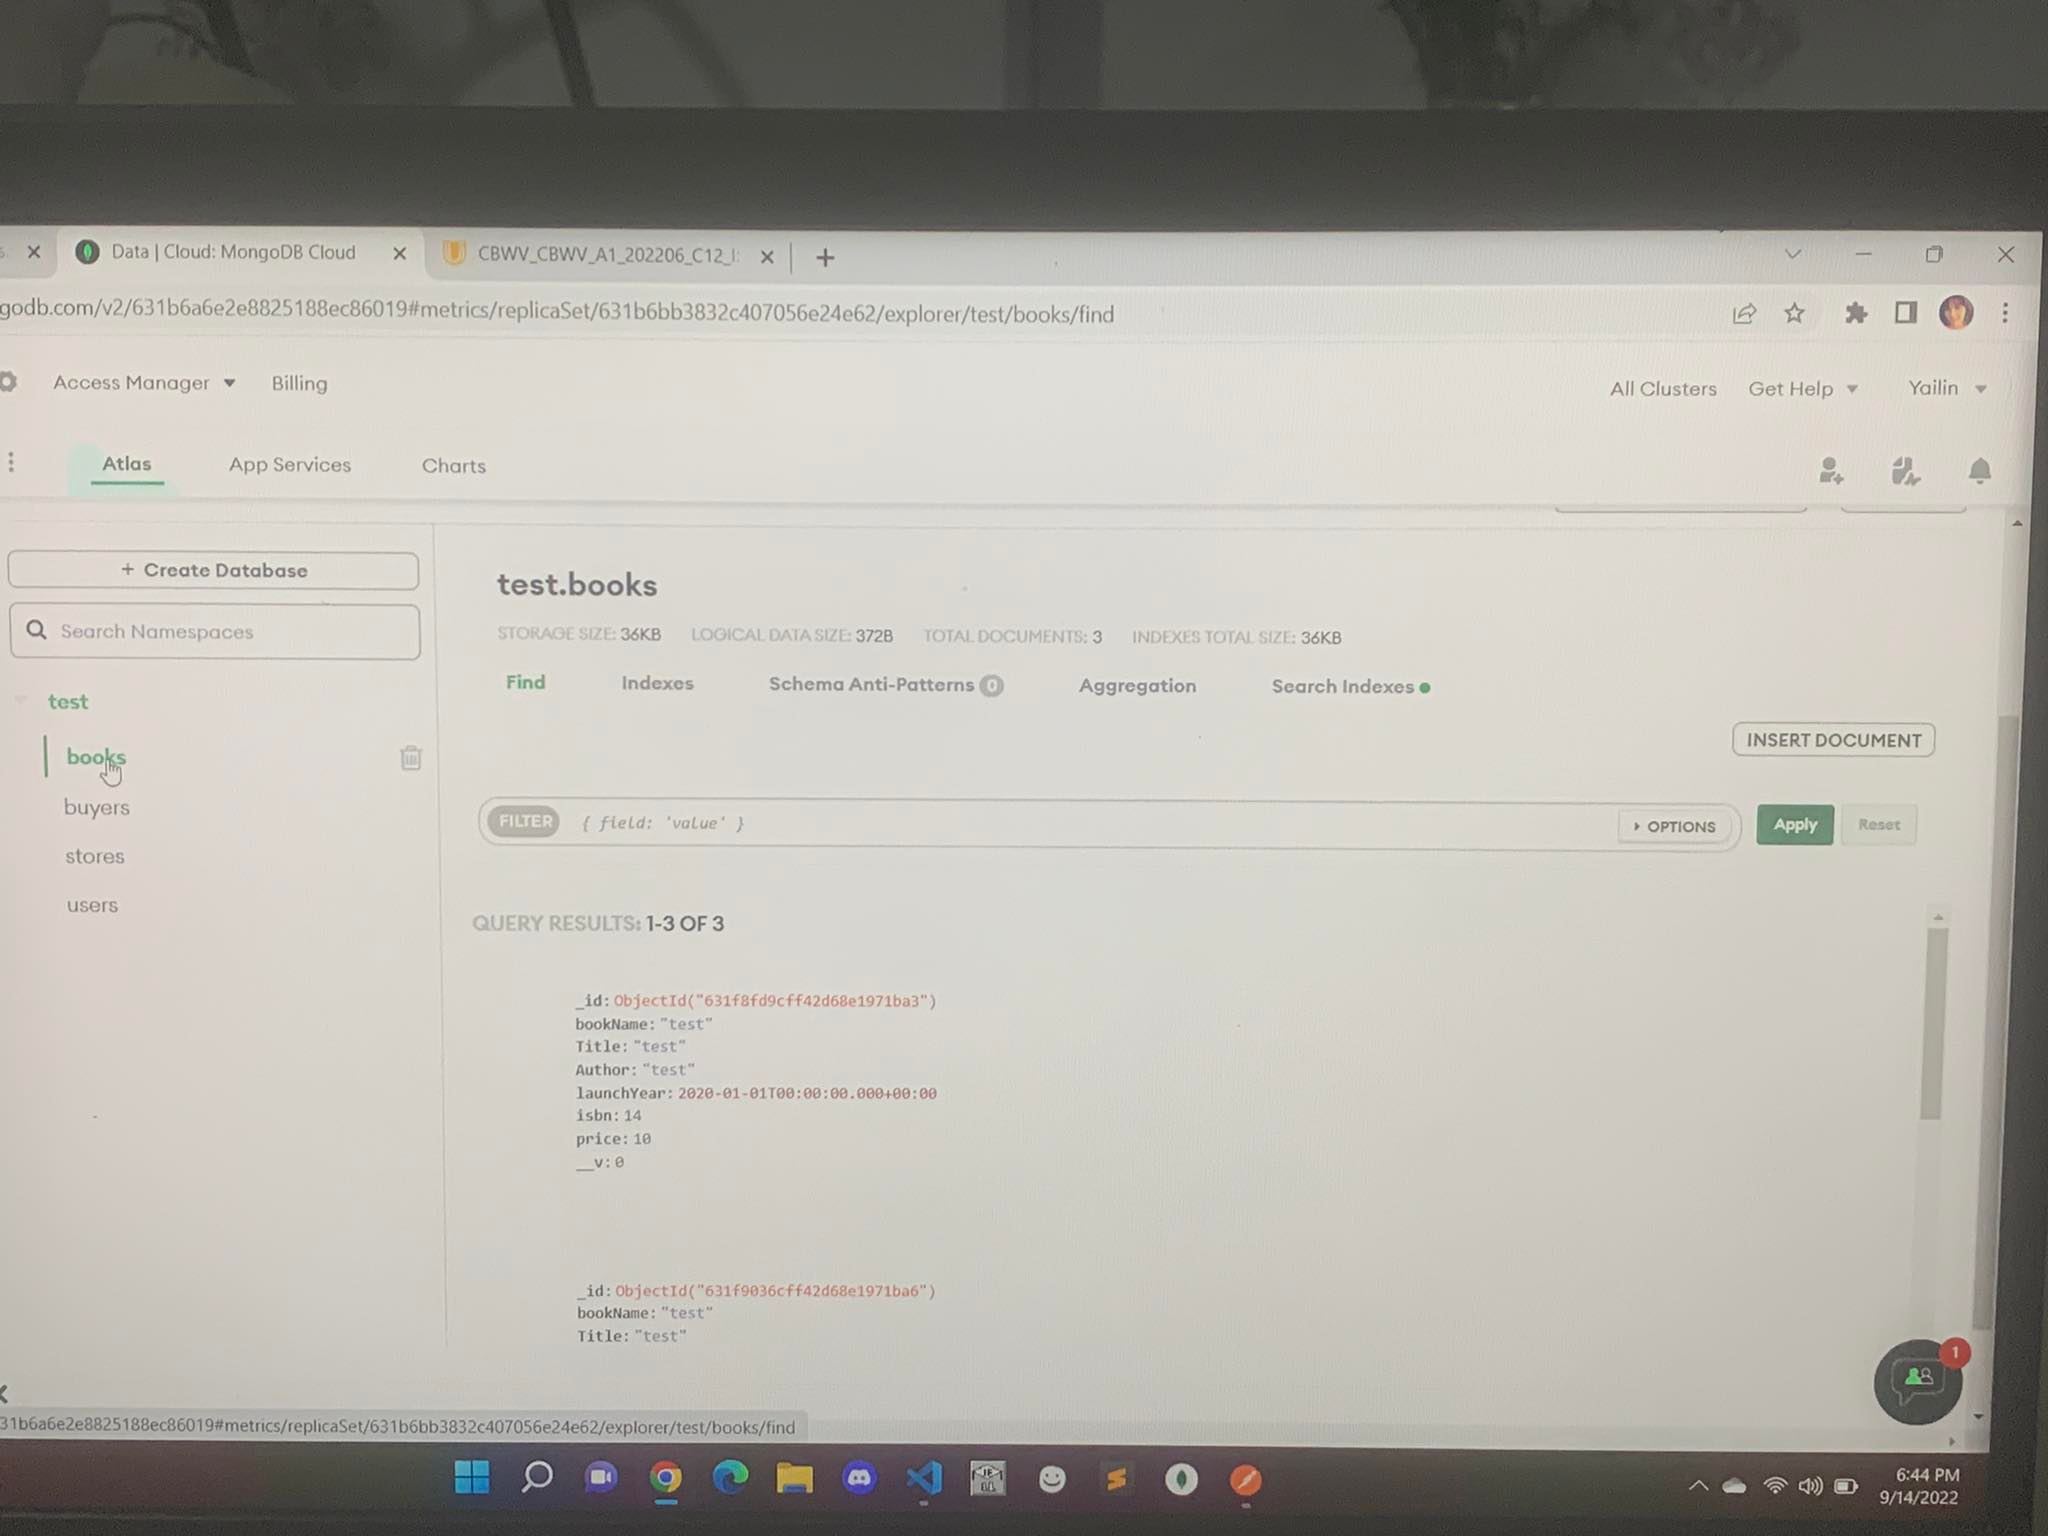 Data | Cloud: MongoDB Cloud
CBWV_CBWV_A1_202206_C12_I
godb.com/v2/631b6a6e2e8825188ec86019#metrics/replicaSet/631b6bb3832c407056e24e62/explorer/test/books/find
Access Manager
Billing
All Clusters
Get Help
Yailin
Atlas
App Services
Charts
+ Create Database
Search Namespaces
test
books
buyers
stores
users
test.books
STORAGE SIZE: 36KB LOGICAL DATA SIZE: 372B TOTAL DOCUMENTS: 3 INDEXES TOTAL SIZE: 36KB
Find
Indexes
Schema Anti-Patterns 0
Aggregation
Search Indexes
INSERT DOCUMENT
FILTER { field: 'value' }
OPTIONS
Apply
Reset
QUERY RESULTS: 1-3 OF 3
_id: ObjectId("631f8fd9cff42d68e1971ba3")
bookName: "test"
Title: "test"
Author: "test"
launchYear: 2020-01-01T00:00:00.000+00:00
isbn: 14
price: 10
__v: 0
_id: ObjectId("631f9036cff42d68e1971ba6")
bookName: "test"
Title: "test"
1
31b6a6e2e8825188ec86019#metrics/replicaSet/631b6bb3832c407056e24e62/explorer/test/books/find
6:44 PM
9/14/2022